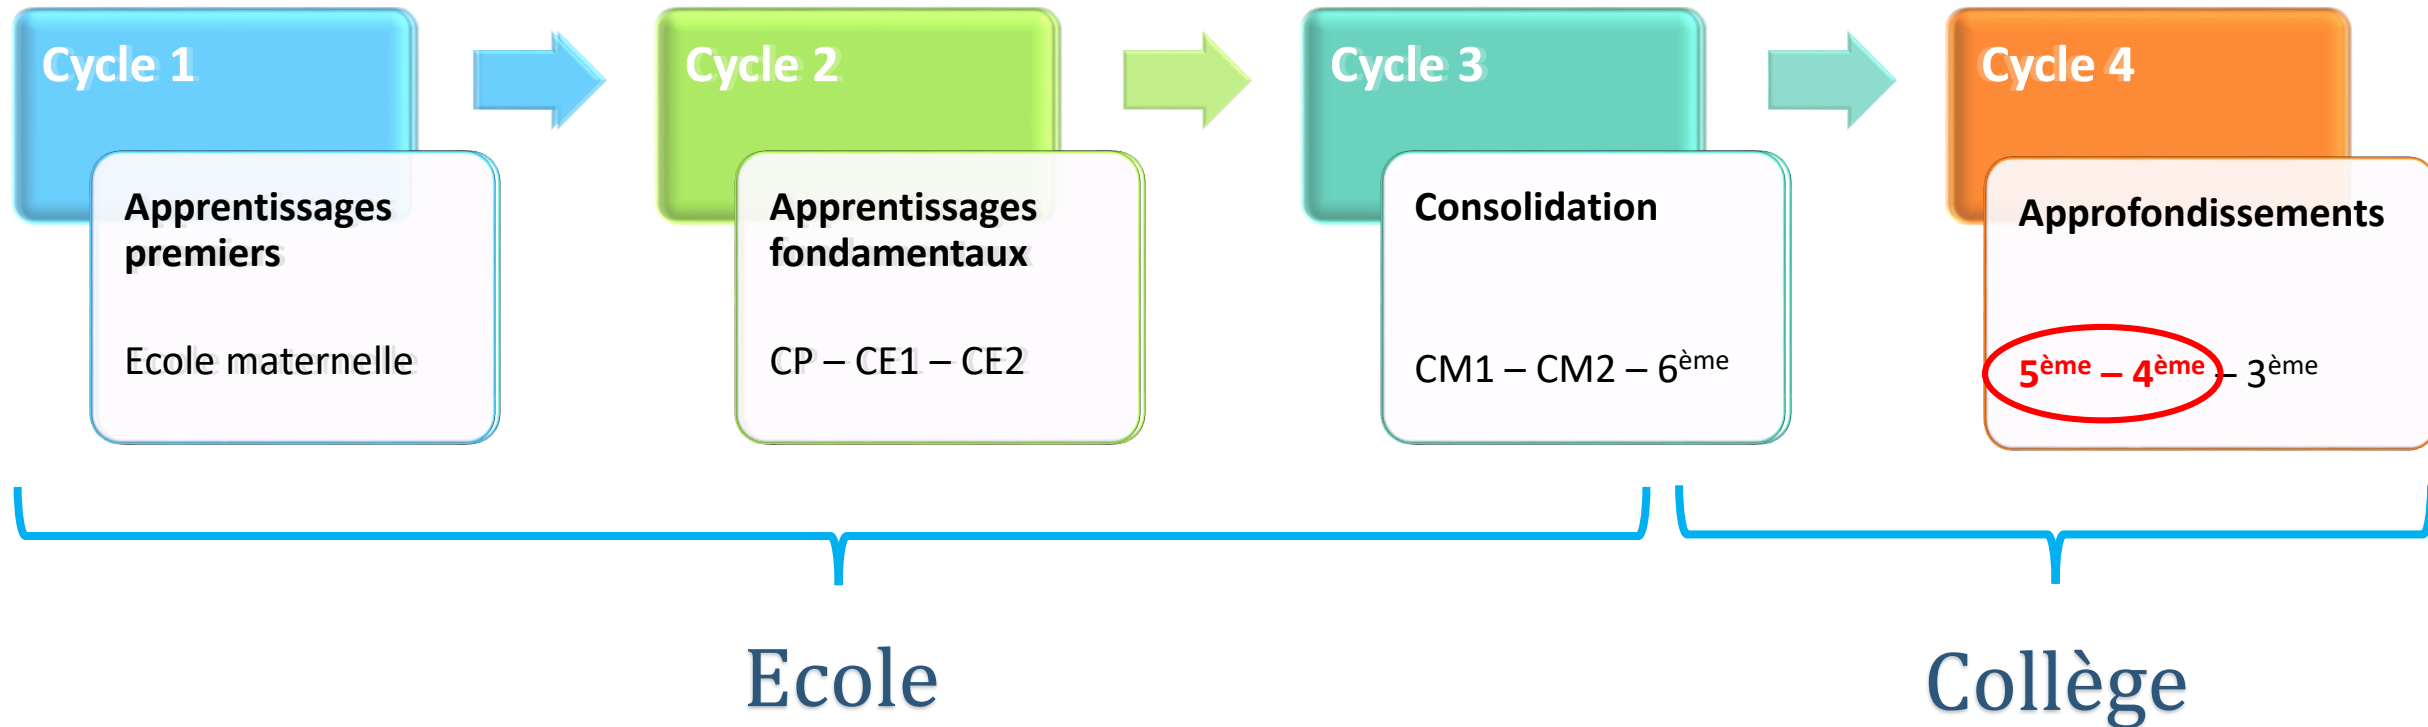 Cycle 1
Apprentissages
premiers
Ecole maternelle
Cycle 2
Apprentissages
fondamentaux
CP – CE1 – CE2
Cycle 3
Consolidation
CM1 – CM2 – 6ème
Cycle 4
Approfondissements
5ème – 4ème – 3ème
Ecole
Collège